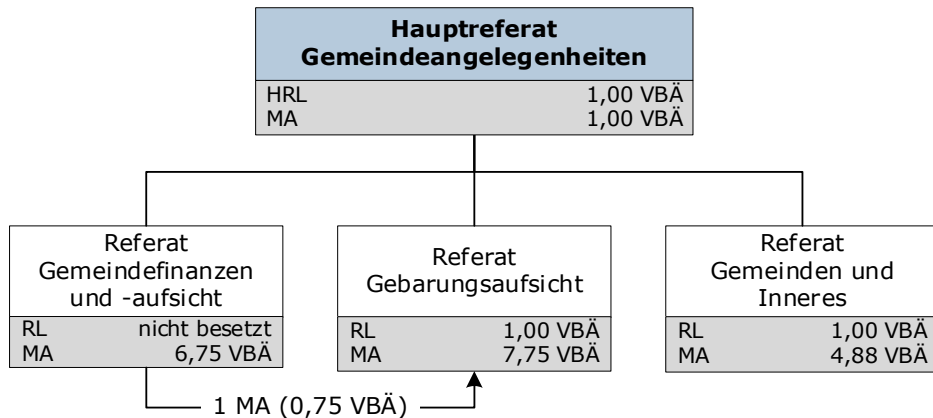 Hauptreferat
Gemeindeangelegenheiten
HRL 1,00 VBÄ
MA 1,00 VBÄ
Referat
Gemeindefinanzen
und -aufsicht
RL nicht besetzt
MA 6,75 VBÄ
Referat
Gebarungsaufsicht
RL 1,00 VBÄ
MA 7,75 VBÄ
Referat
Gemeinden und
Inneres
RL 1,00 VBÄ
MA 4,88 VBÄ
1 MA (0,75 VBÄ)